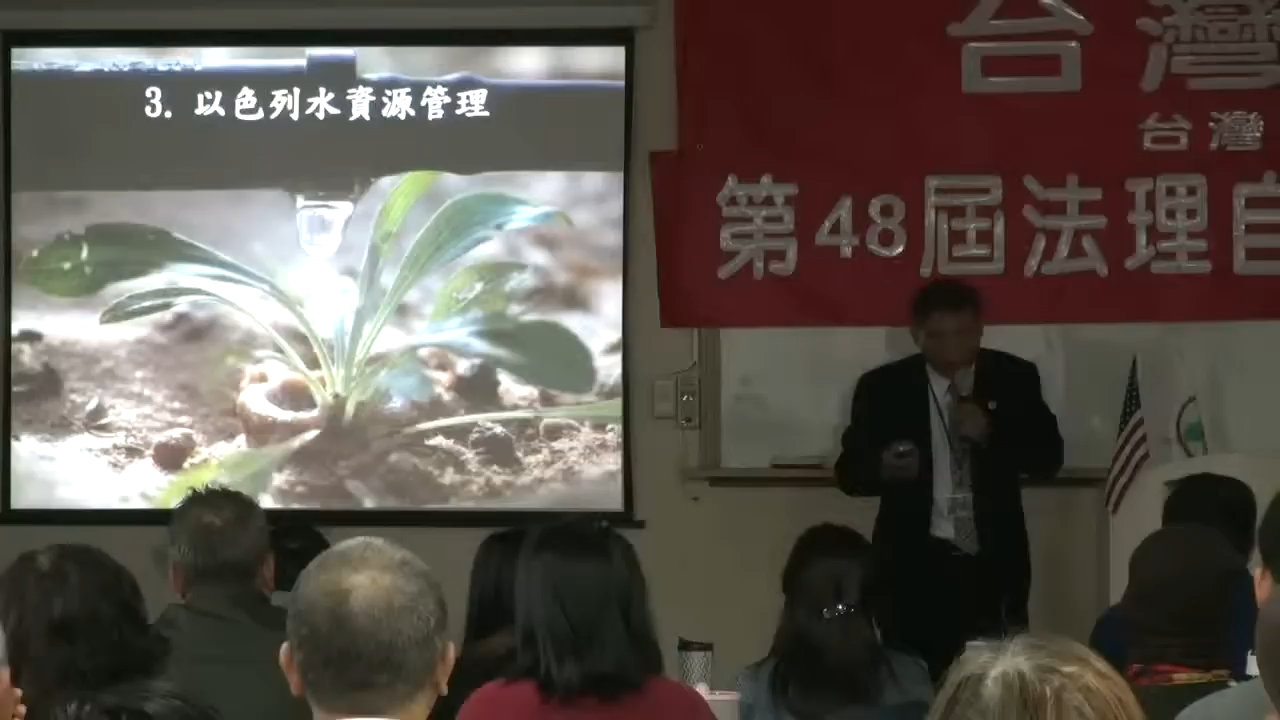 3. 以色列水資源管理
台灣
台灣
第48屆法理自